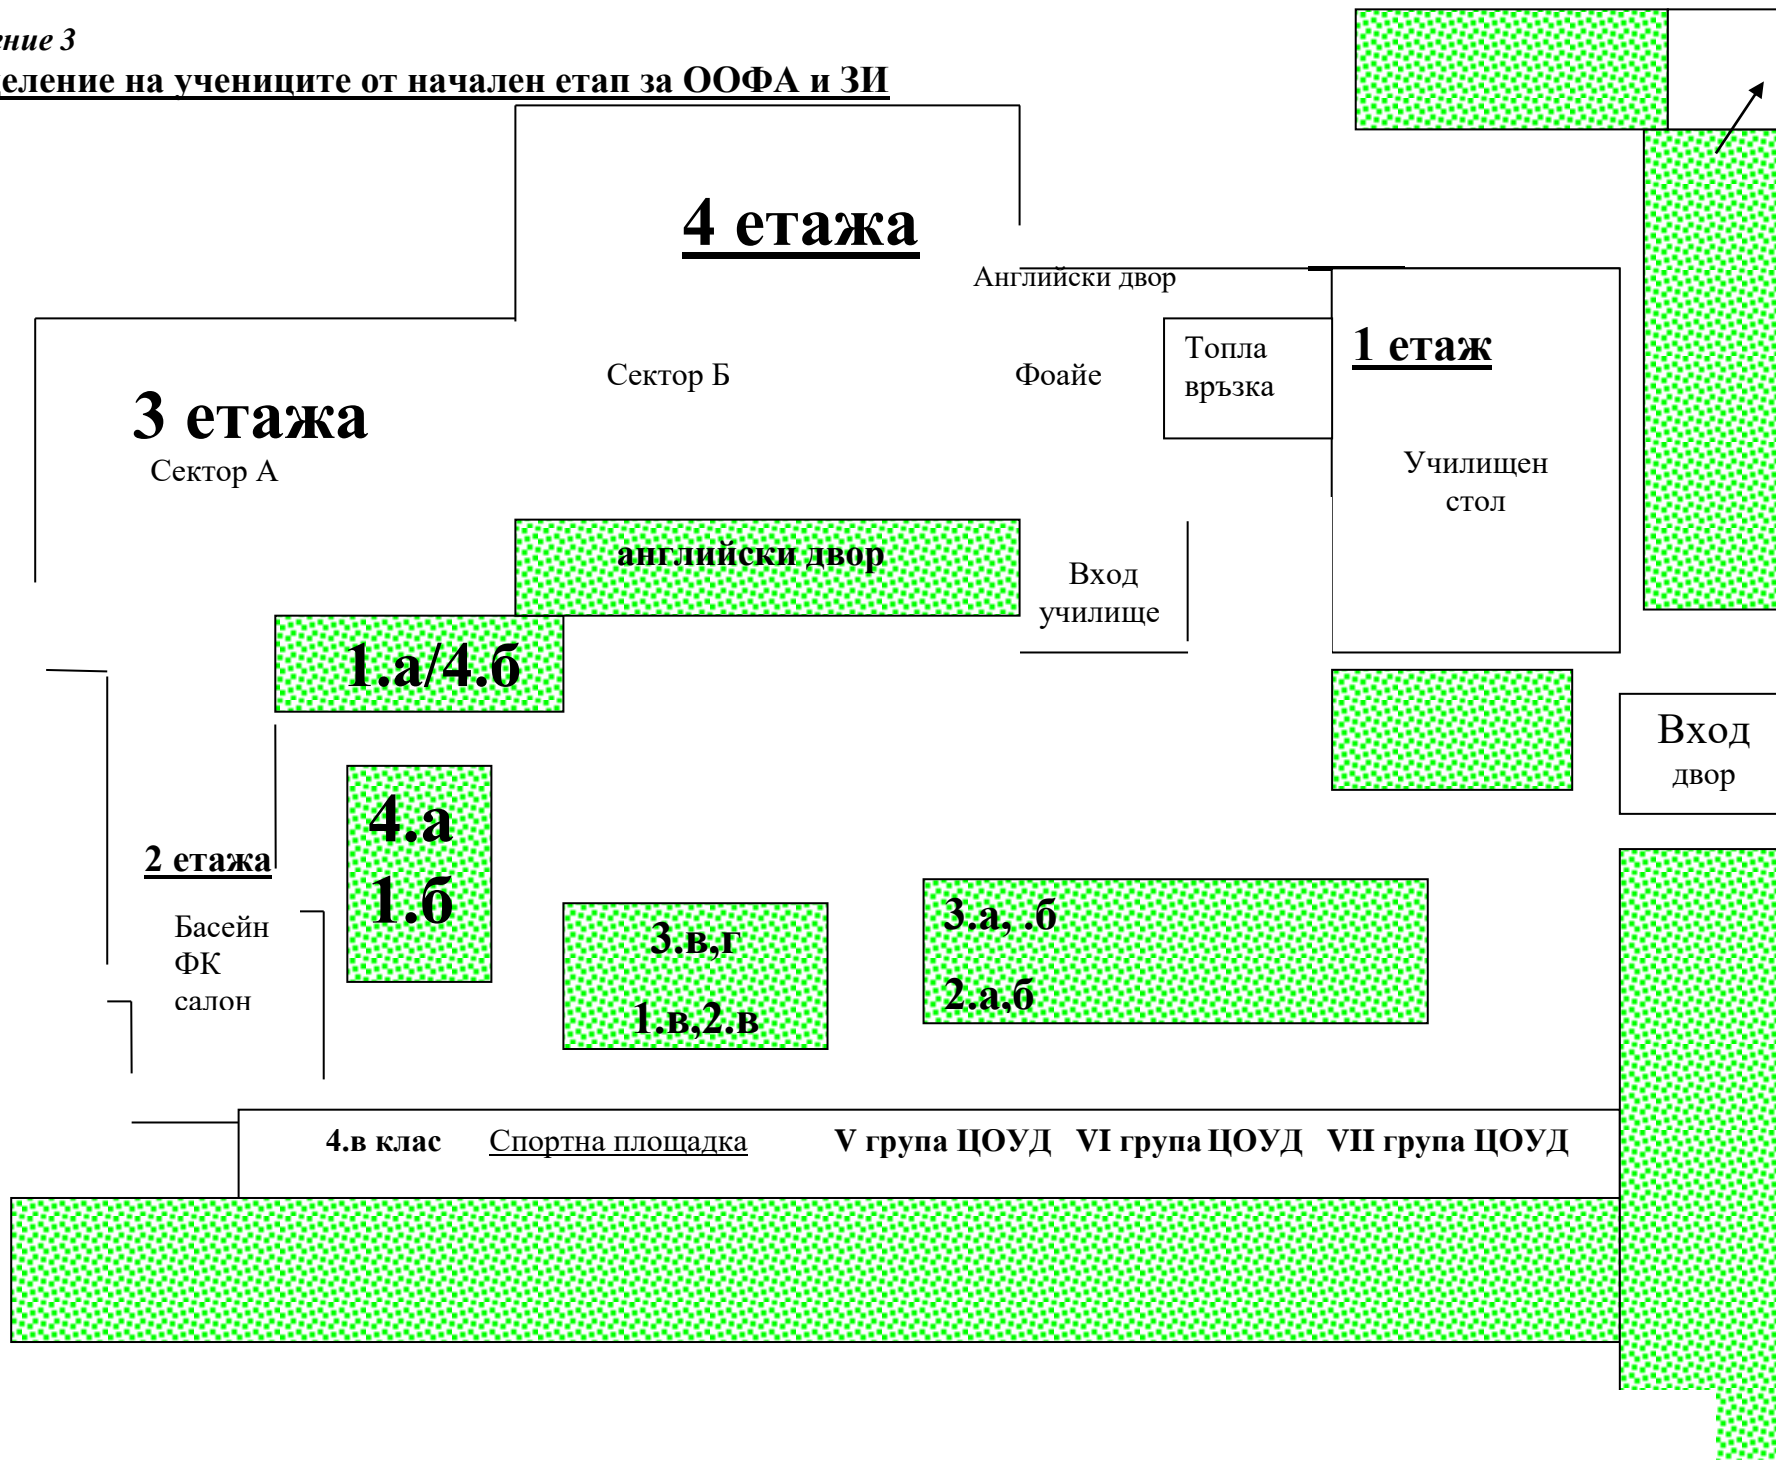 ние 3
еление на учениците от начален етап за ООФА и ЗИ
4 етажа
Английски двор
Топла
връзка
1 етаж
Сектор Б
Фоайе
3 етажа
Сектор А
Училищен
стол
английски двор
Вход
училище
1.а/4.б
Вход
двор
4.а
1.б
2 етажа
Басейн
ФК
салон
3.в,г
1.в,2.в
3.а, .б
2.а,б
4.в клас Спортна площадка V група ЦОУД VI група ЦОУД VII група ЦОУД